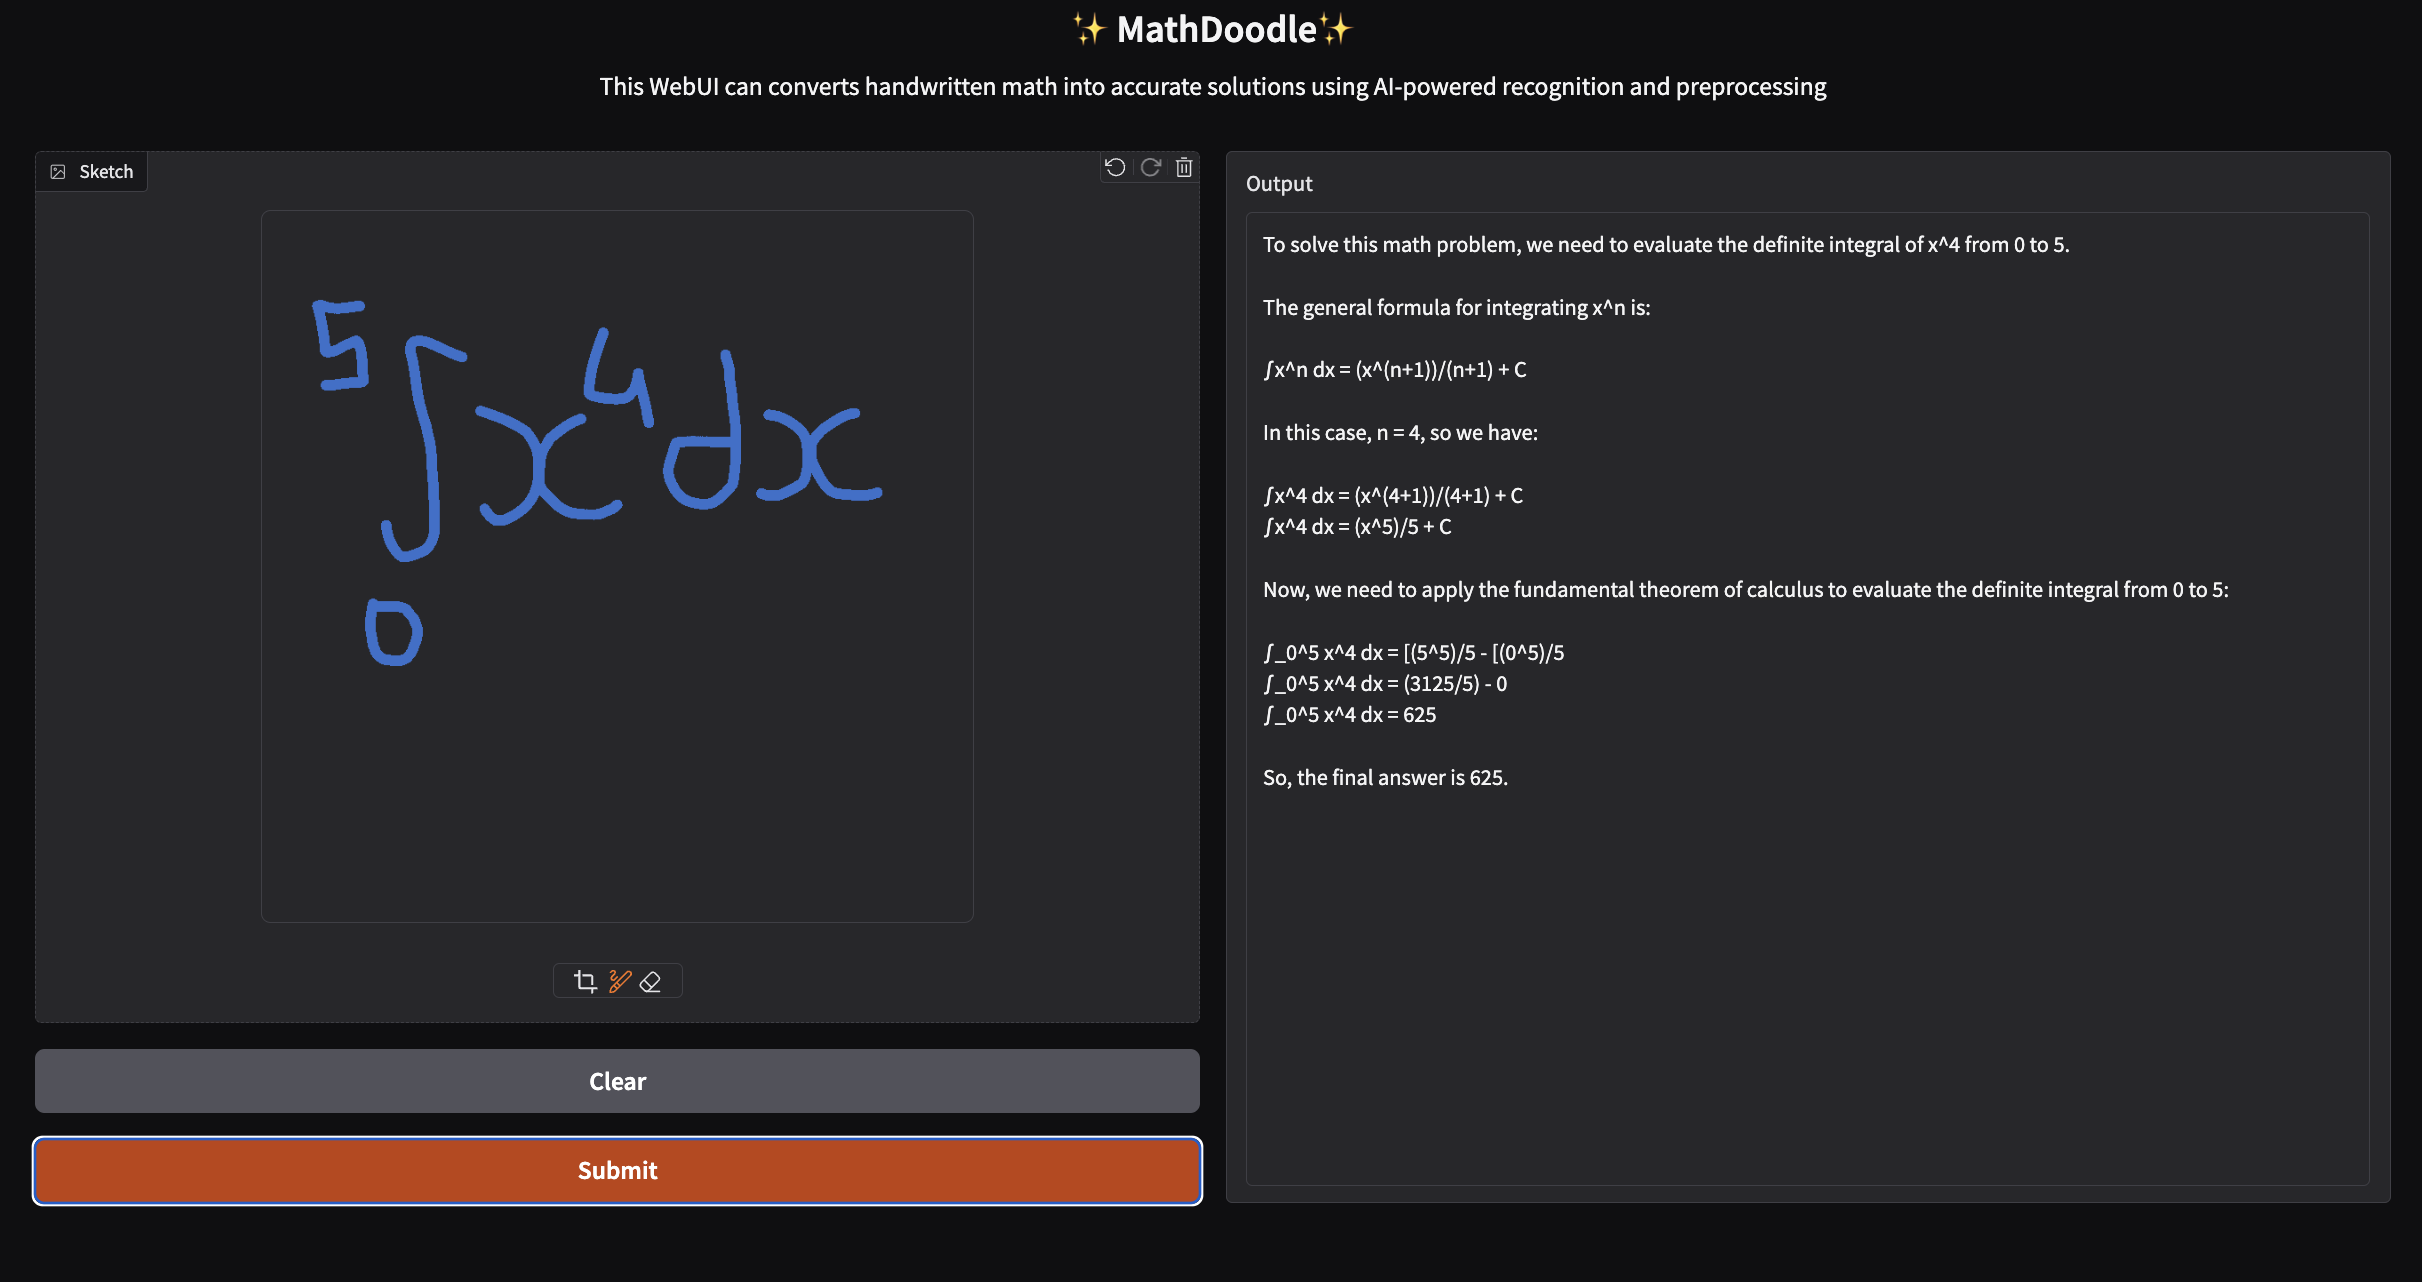 ✨ MathDoodle✨
This WebUI can converts handwritten math into accurate solutions using AI-powered recognition and preprocessing
Sketch
5
∫x⁴dx
0
Clear
Submit
Output
To solve this math problem, we need to evaluate the definite integral of x^4 from 0 to 5.
The general formula for integrating x^n is:
∫x^n dx = (x^(n+1))/(n+1) + C
In this case, n = 4, so we have:
∫x^4 dx = (x^(4+1))/(4+1) + C
∫x^4 dx = (x^5)/5 + C
Now, we need to apply the fundamental theorem of calculus to evaluate the definite integral from 0 to 5:
∫_0^5 x^4 dx = [(5^5)/5 - [(0^5)/5
∫_0^5 x^4 dx = (3125/5) - 0
∫_0^5 x^4 dx = 625
So, the final answer is 625.